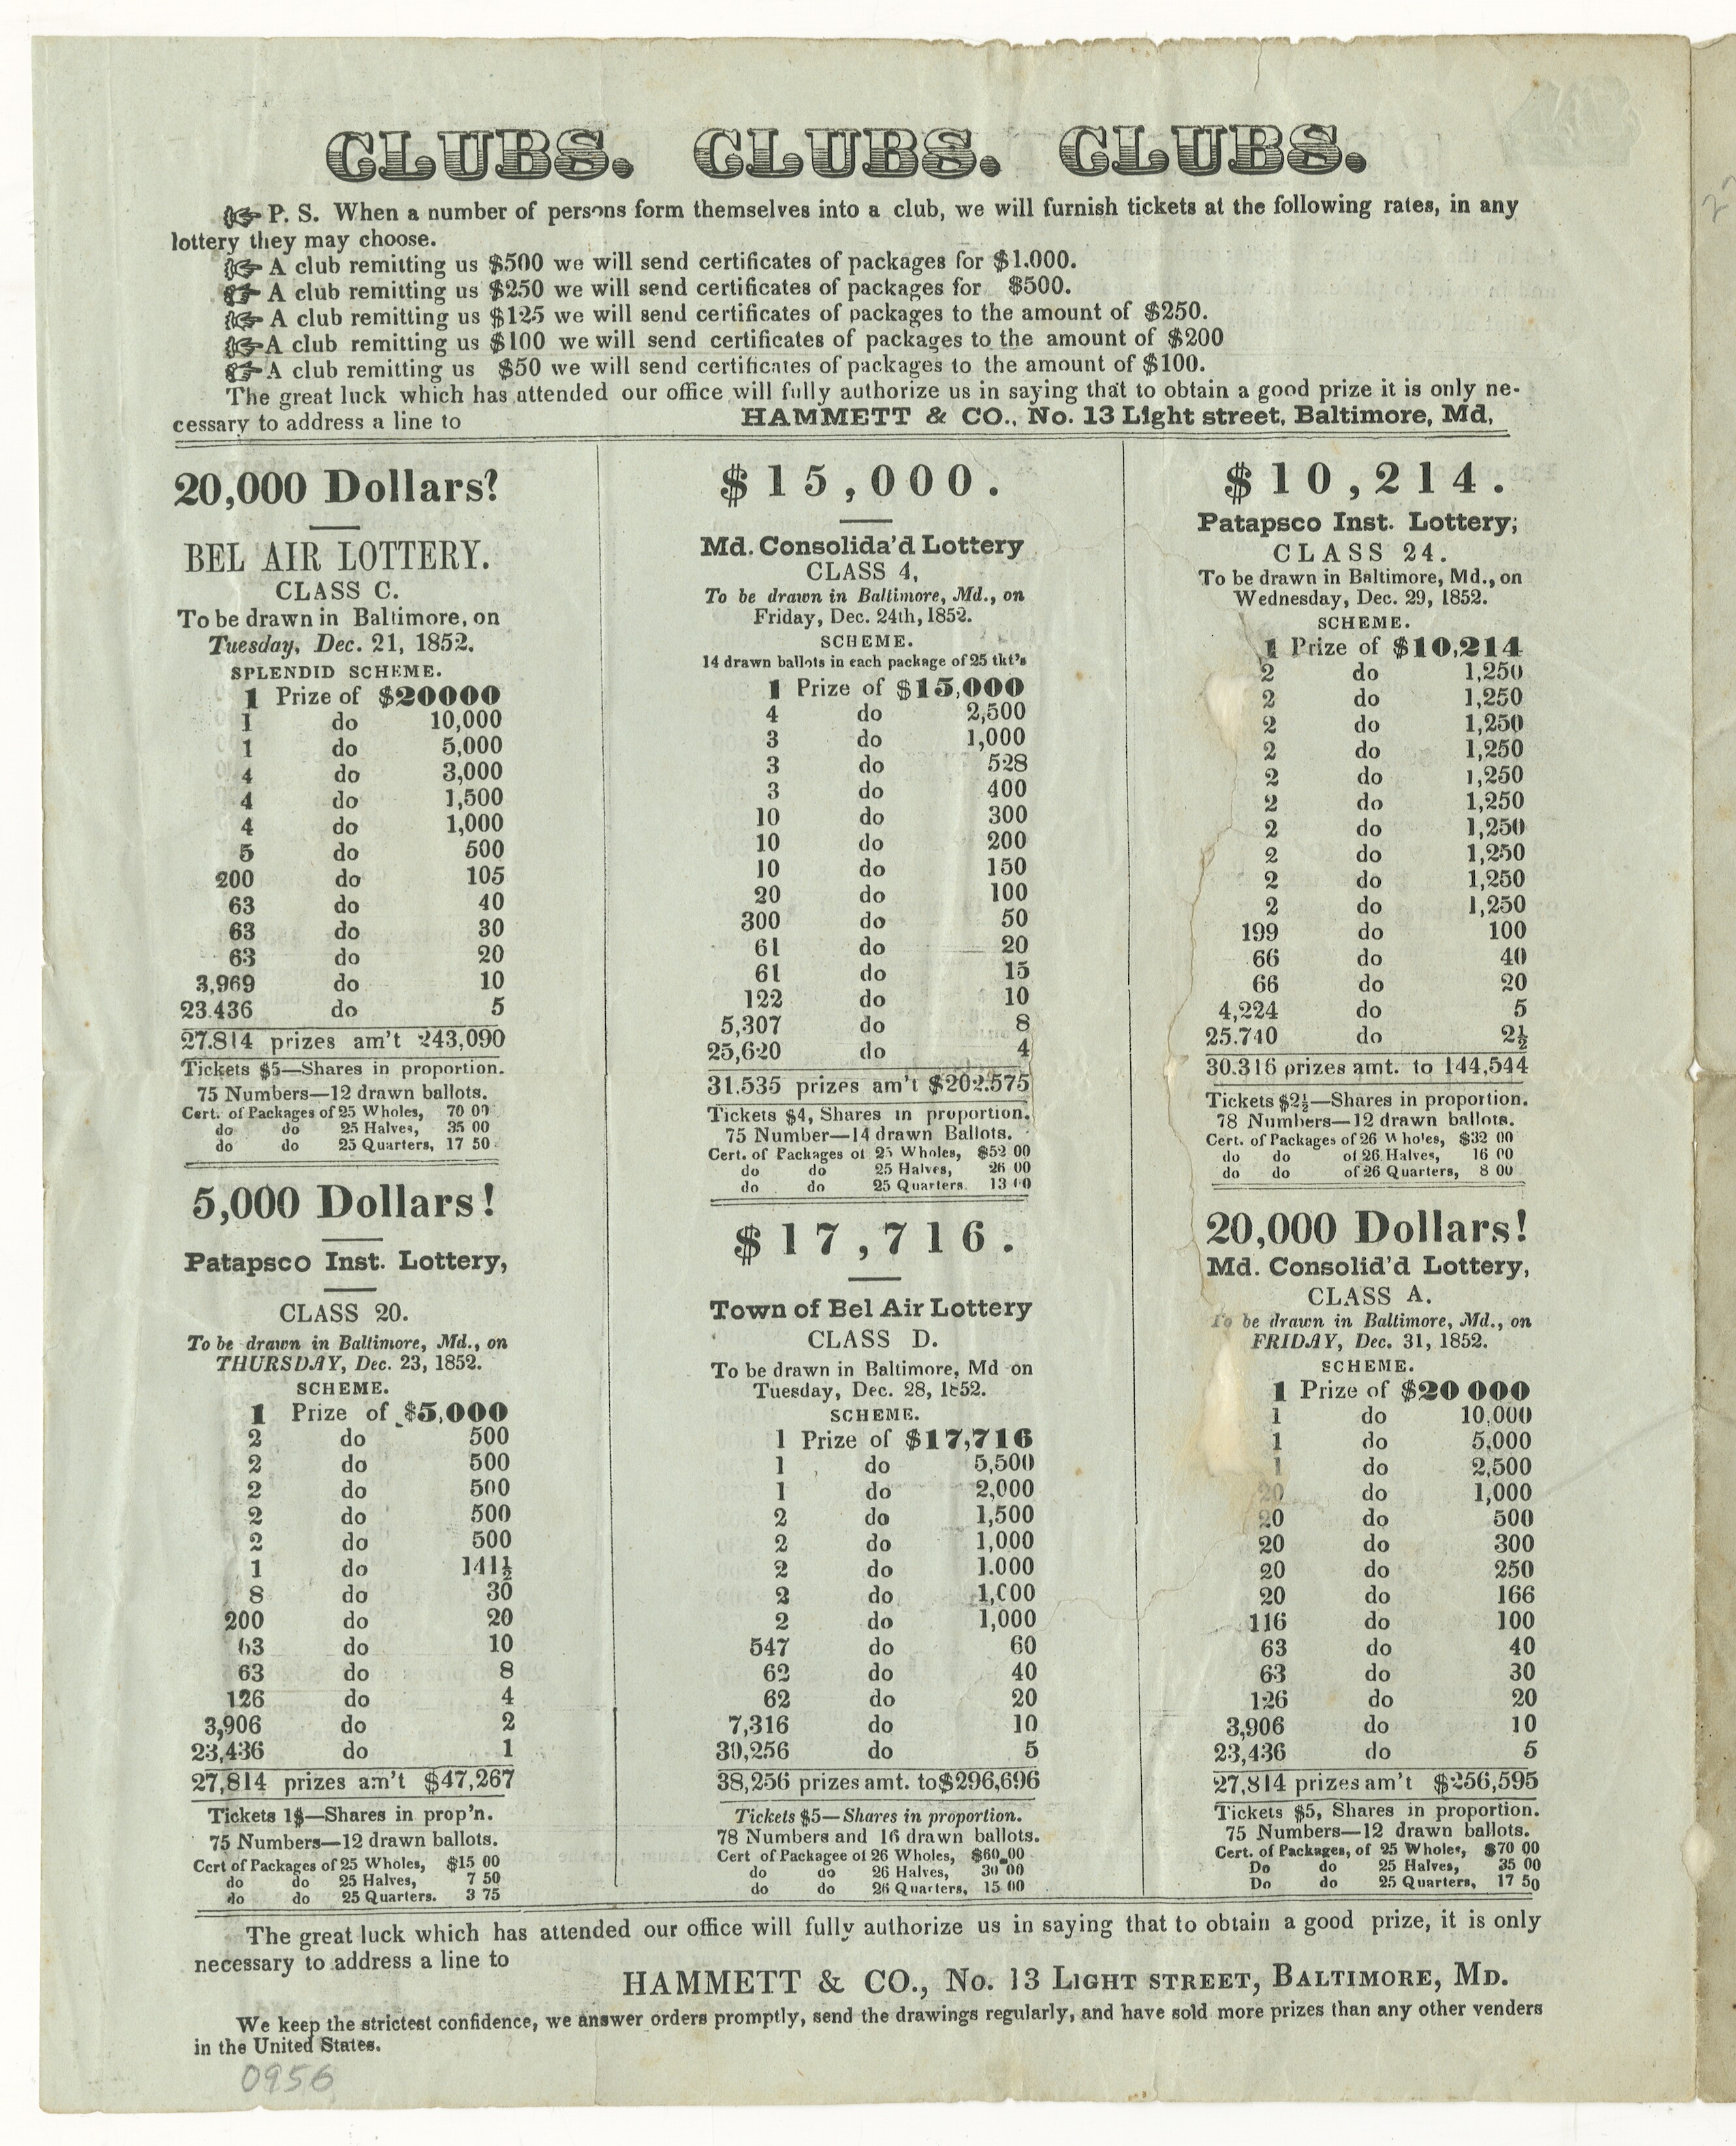 CLUBS. CLUBS. CLUBS.
P. S. When a number of persons form themselves into a club, we will furnish tickets at the following rates, in any
lottery they may choose.
A club remitting us $500 we will send certificates of packages for $1.000.
A club remitting us $250 we will send certificates of packages for $500.
A club remitting us $125 we will send certificates of packages to the amount of $250.
A club remitting us $100 we will send certificates of packages to the amount of $200
A club remitting us $50 we will send certificates of packages to the amount of $100.
The great luck which has attended our office will fully authorize us in saying that to obtain a good prize it is only ne-
cessary to address a line to HAMMETT & CO., No. 13 Light street, Baltimore, Md,
20,000 Dollars?
BEL AIR LOTTERY.
CLASS C.
To be drawn in Baltimore, on
Tuesday, Dec. 21, 1852.
SPLENDID SCHEME.
1 Prize of $20000
1 do 10,000
1 do 5,000
4 do 3,000
4 do 1,500
4 do 1,000
5 do 500
200 do 105
63 do 40
63 do 30
63 do 20
3,969 do 10
23.436 do 5
27.814 prizes am't 243,090
Tickets $5—Shares in proportion.
75 Numbers—12 drawn ballots.
Cert. of Packages of 25 Wholes, 70 00
do do 25 Halves, 35 00
do do 25 Quarters, 17 50
5,000 Dollars!
Patapsco Inst. Lottery,
CLASS 20.
To be drawn in Baltimore, Md., on
THURSDAY, Dec. 23, 1852.
SCHEME.
1 Prize of $5,000
2 do 500
2 do 500
2 do 500
2 do 500
2 do 500
1 do 141½
8 do 30
200 do 20
63 do 10
63 do 8
126 do 4
3,906 do 2
23,436 do 1
27,814 prizes am't $47,267
Tickets 1$—Shares in prop'n.
75 Numbers—12 drawn ballots.
Cert of Packages of 25 Wholes, $15 00
do do 25 Halves, 7 50
do do 25 Quarters. 3 75
$15,000.
Md. Consolida'd Lottery
CLASS 4,
To be drawn in Baltimore, Md., on
Friday, Dec. 24th, 1852.
SCHEME.
14 drawn ballots in each package of 25 tkt's
1 Prize of $15,000
4 do 2,500
3 do 1,000
3 do 528
3 do 400
10 do 300
10 do 200
10 do 150
20 do 100
300 do 50
61 do 20
61 do 15
122 do 10
5,307 do 8
25,620 do 4
31.535 prizes am't $202.575
Tickets $4, Shares in proportion.
75 Number—14 drawn Ballots.
Cert. of Packages of 25 Wholes, $52 00
do do 25 Halves, 26 00
do do 25 Quarters. 13 00
$17,716.
Town of Bel Air Lottery
CLASS D.
To be drawn in Baltimore, Md on
Tuesday, Dec. 28, 1852.
SCHEME.
1 Prize of $17,716
1 do 5,500
1 do 2,000
2 do 1,500
2 do 1,000
2 do 1.000
2 do 1,000
2 do 1,000
547 do 60
62 do 40
62 do 20
7,316 do 10
30,256 do 5
38,256 prizes amt. to $296,696
Tickets $5—Shares in proportion.
78 Numbers and 16 drawn ballots.
Cert of Packagee of 26 Wholes, $60.00
do do 26 Halves, 30 00
do do 26 Quarters, 15 00
$10,214.
Patapsco Inst. Lottery,
CLASS 24.
To be drawn in Baltimore, Md., on
Wednesday, Dec. 29, 1852.
SCHEME.
1 Prize of $10,214
2 do 1,250
2 do 1,250
2 do 1,250
2 do 1,250
2 do 1,250
2 do 1,250
2 do 1,250
2 do 1,250
2 do 1,250
2 do 1,250
199 do 100
66 do 40
66 do 20
4,224 do 5
25.740 do 2½
30.316 prizes amt. to 144,544
Tickets $2½—Shares in proportion.
78 Numbers—12 drawn ballots.
Cert. of Packages of 26 Wholes, $32 00
do do of 26 Halves, 16 00
do do of 26 Quarters, 8 00
20,000 Dollars!
Md. Consolid'd Lottery,
CLASS A.
To be drawn in Baltimore, Md., on
FRIDAY, Dec. 31, 1852.
SCHEME.
1 Prize of $20 000
1 do 10,000
1 do 5.000
1 do 2,500
20 do 1,000
20 do 500
20 do 300
20 do 250
20 do 166
116 do 100
63 do 40
63 do 30
126 do 20
3,906 do 10
23,436 do 5
27,814 prizes am't $256,595
Tickets $5, Shares in proportion.
75 Numbers—12 drawn ballots.
Cert. of Packages, of 25 Wholes, $70 00
Do do 25 Halves, 35 00
Do do 25 Quarters, 17 50
The great luck which has attended our office will fully authorize us in saying that to obtain a good prize, it is only
necessary to address a line to
HAMMETT & CO., No. 13 LIGHT STREET, BALTIMORE, MD.
We keep the strictest confidence, we answer orders promptly, send the drawings regularly, and have sold more prizes than any other venders
in the United States.
0956